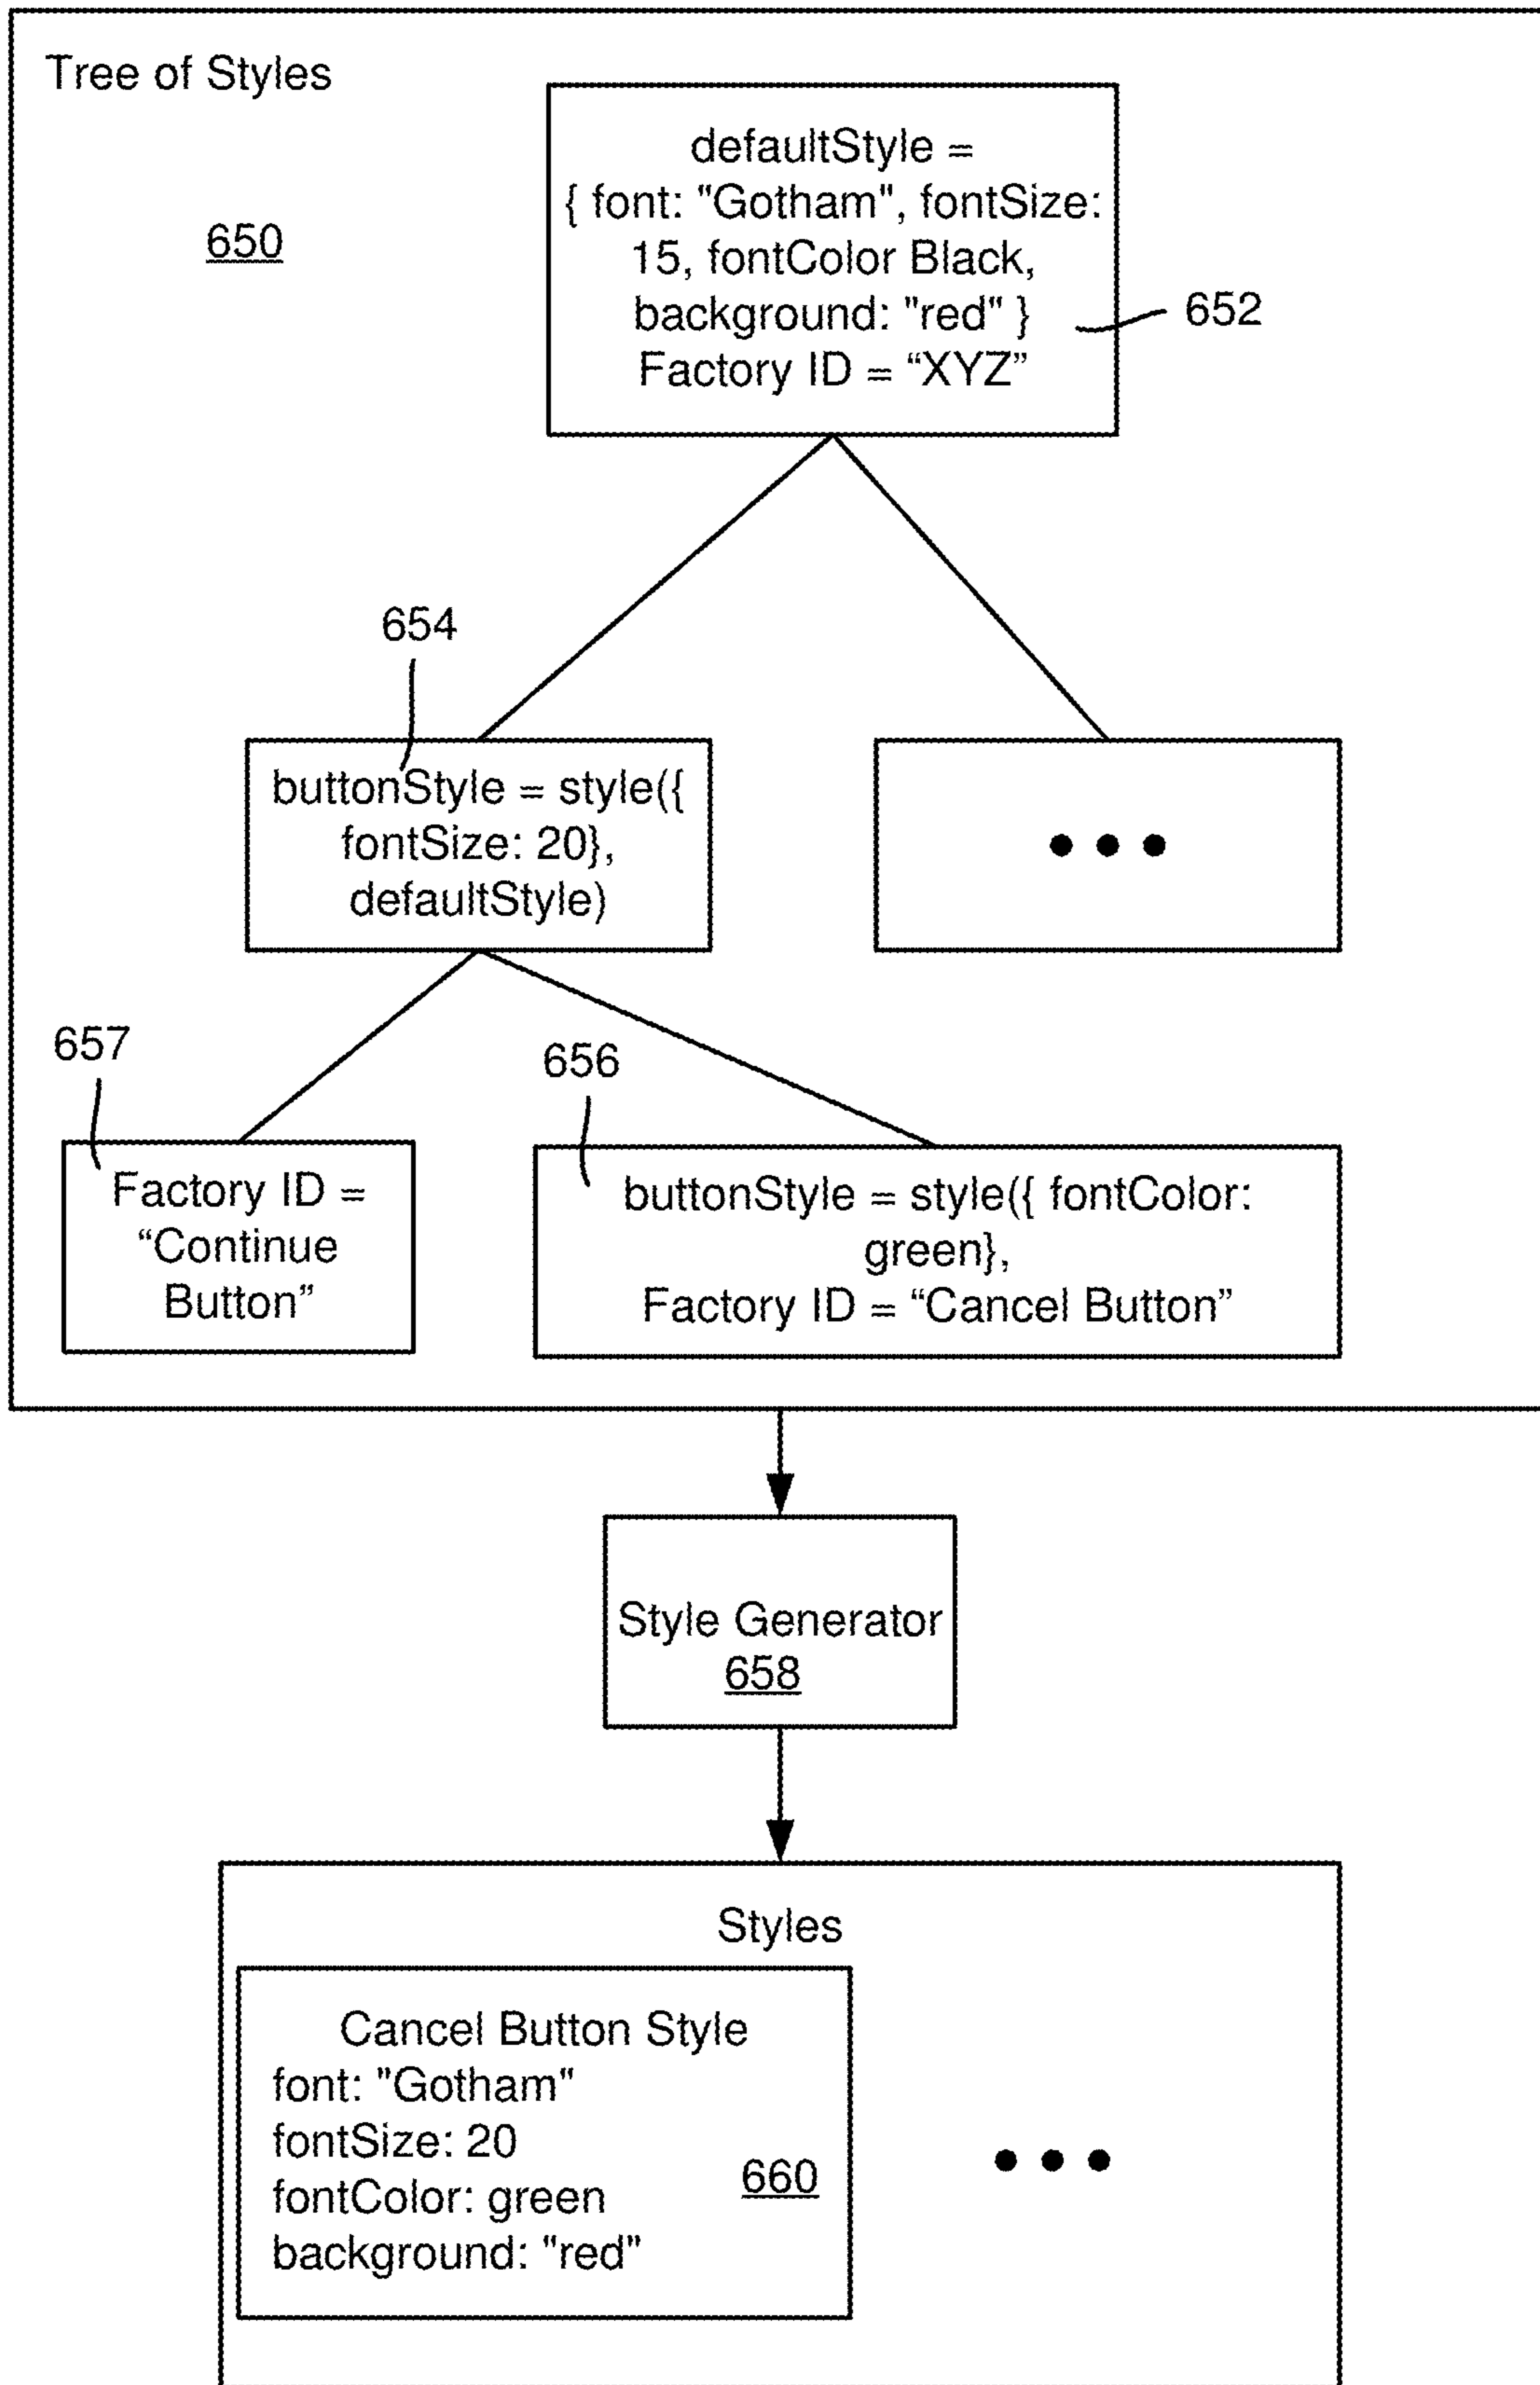 Tree of Styles
650
defaultStyle =
{ font: "Gotham", fontSize:
15, fontColor Black,
background: "red" }
Factory ID = “XYZ”
652
654
buttonStyle = style({
fontSize: 20},
defaultStyle)
657
656
Factory ID =
“Continue
Button”
buttonStyle = style({ fontColor:
green},
Factory ID = “Cancel Button”
Style Generator
658
Styles
Cancel Button Style
font: "Gotham"
fontSize: 20
fontColor: green
background: "red"
660